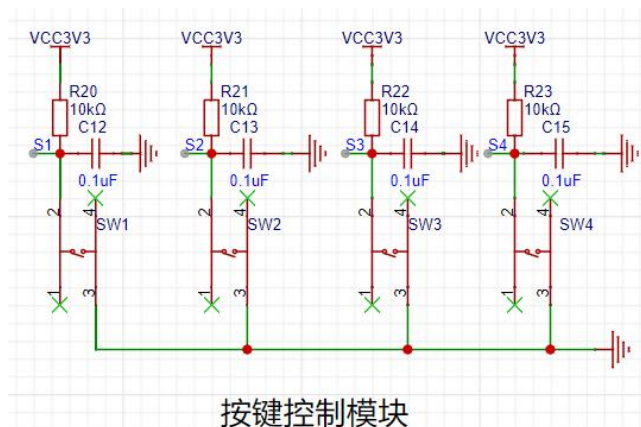 VCC3V3 VCC3V3 VCC3V3 VCC3V3
R20 R21 R22 R23
10kΩ 10kΩ 10kΩ 10kΩ
C12 C13 C14 C15
S1 S2 S3 S4
0.1uF 0.1uF 0.1uF 0.1uF
2 4 2 4 2 4 2 4
SW1 SW2 SW3 SW4
1 3 1 3 1 3 1 3
按键控制模块